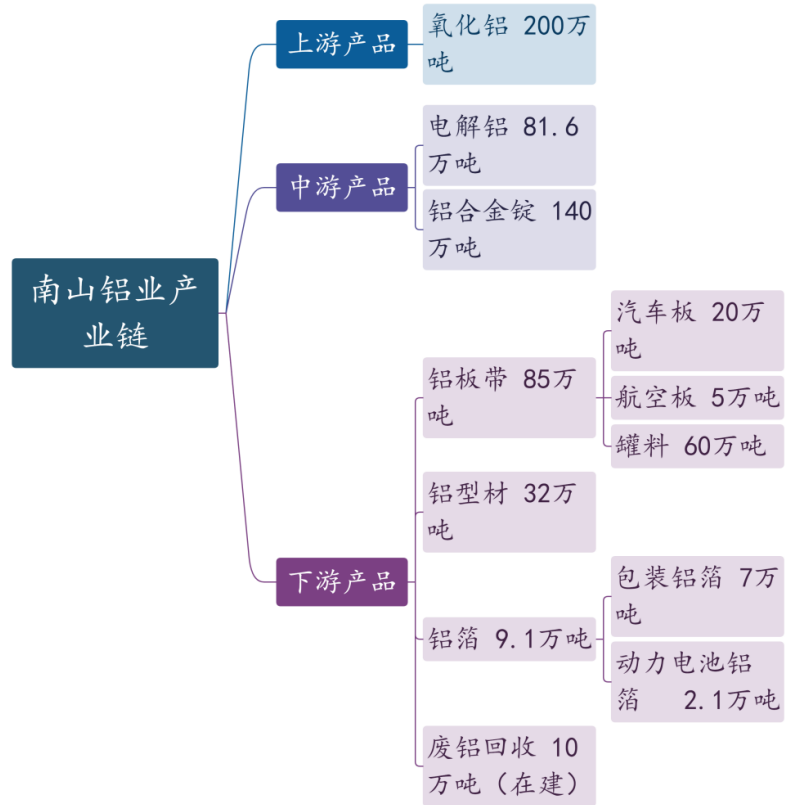 南山铝业产
业链
上游产品
氧化铝 200万
吨
中游产品
电解铝 81.6
万吨
铝合金锭 140
万吨
下游产品
铝板带 85万
吨
汽车板 20万
吨
航空板 5万吨
罐料 60万吨
铝型材 32万
吨
铝箔 9.1万吨
包装铝箔 7万
吨
动力电池铝
箔 2.1万吨
废铝回收 10
万吨（在建）